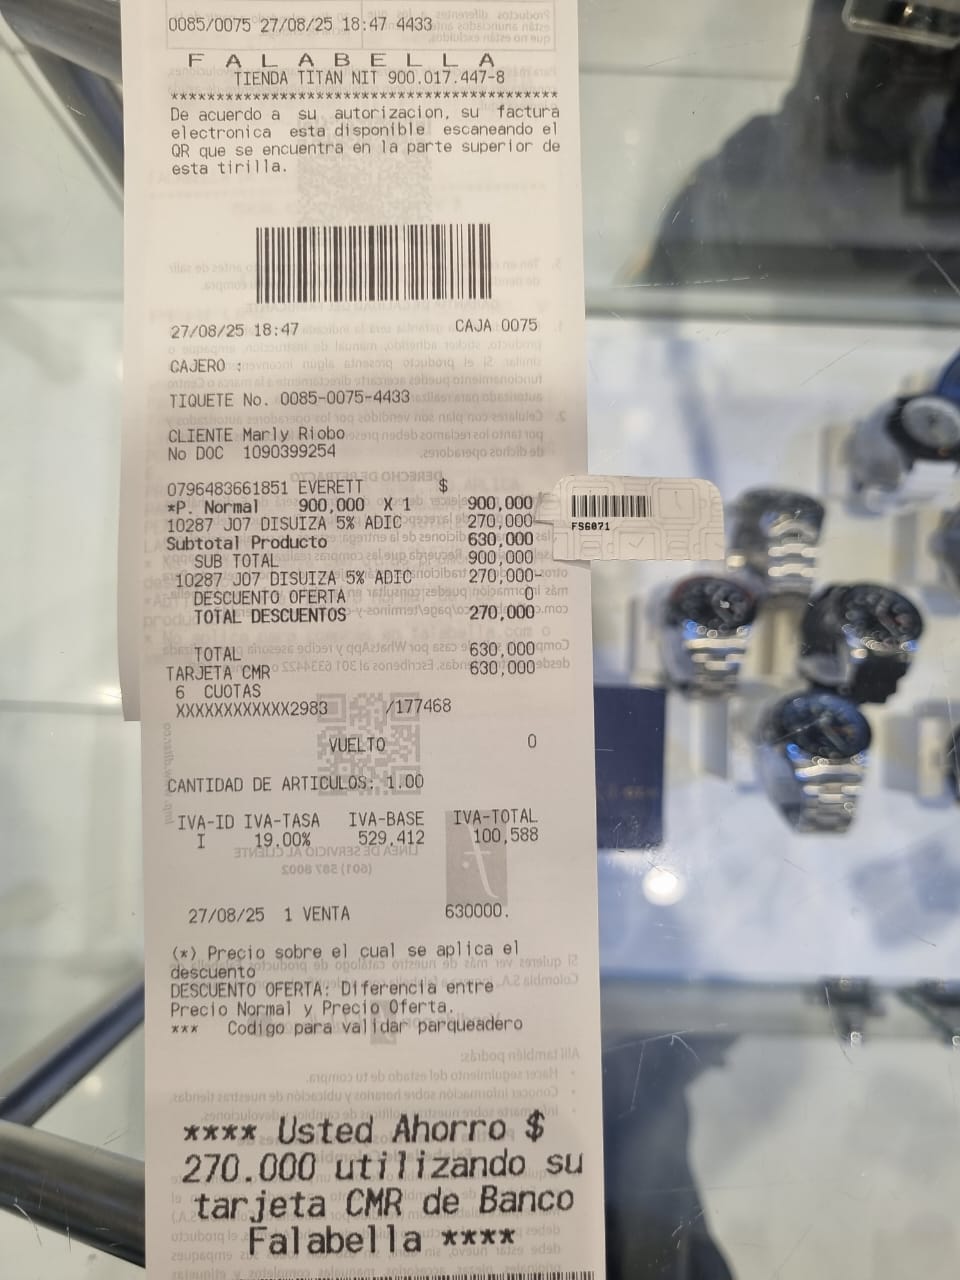 0085/0075 27/08/25 18:47 4433
F A L A B E L L A
TIENDA TITAN NIT 900.017.447-8
******************************************
De acuerdo a su autorizacion, su factura
electronica esta disponible escaneando el
QR que se encuentra en la parte superior de
esta tirilla.
27/08/25 18:47 CAJA 0075
CAJERO :
TIQUETE No. 0085-0075-4433
CLIENTE Marly Riobo
No DOC 1090399254
0796483661851 EVERETT $
*P. Normal 900,000 X 1 900,000
10287 JO7 DISUIZA 5% ADIC 270,000-
Subtotal Producto 630,000
SUB TOTAL 900,000
10287 JO7 DISUIZA 5% ADIC 270,000-
DESCUENTO OFERTA 0
TOTAL DESCUENTOS 270,000
TOTAL 630,000
TARJETA CMR 630,000
6 CUOTAS
XXXXXXXXXXXX2983 /177468
VUELTO 0
CANTIDAD DE ARTICULOS: 1.00
IVA-ID IVA-TASA IVA-BASE IVA-TOTAL
I 19.00% 529,412 100,588
27/08/25 1 VENTA 630000.
(*) Precio sobre el cual se aplica el
descuento
DESCUENTO OFERTA: Diferencia entre
Precio Normal y Precio Oferta.
*** Codigo para validar parqueadero
**** Usted Ahorro $
270.000 utilizando su
tarjeta CMR de Banco
Falabella ****
FS6071